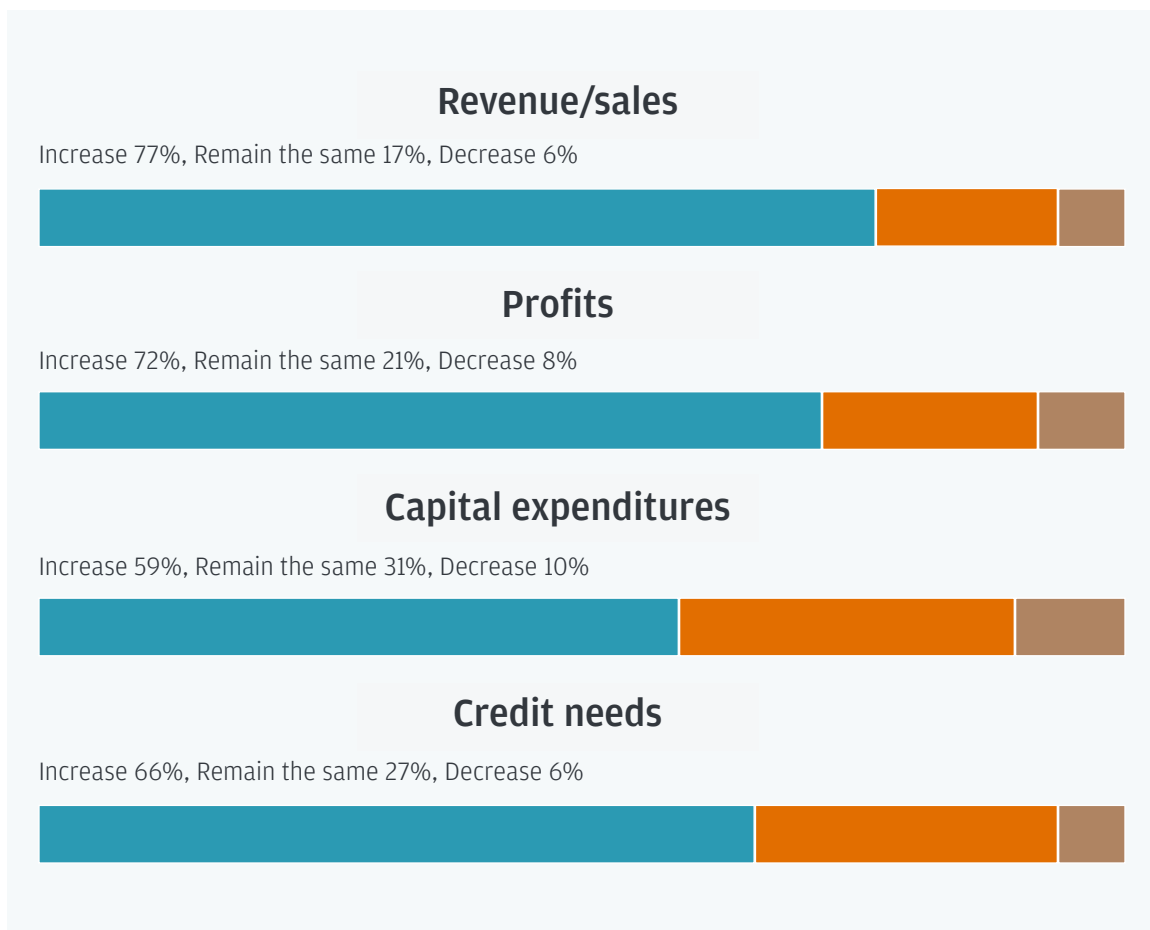 Revenue/sales
Increase 77%, Remain the same 17%, Decrease 6%
Profits
Increase 72%, Remain the same 21%, Decrease 8%
Capital expenditures
Increase 59%, Remain the same 31%, Decrease 10%
Credit needs
Increase 66%, Remain the same 27%, Decrease 6%